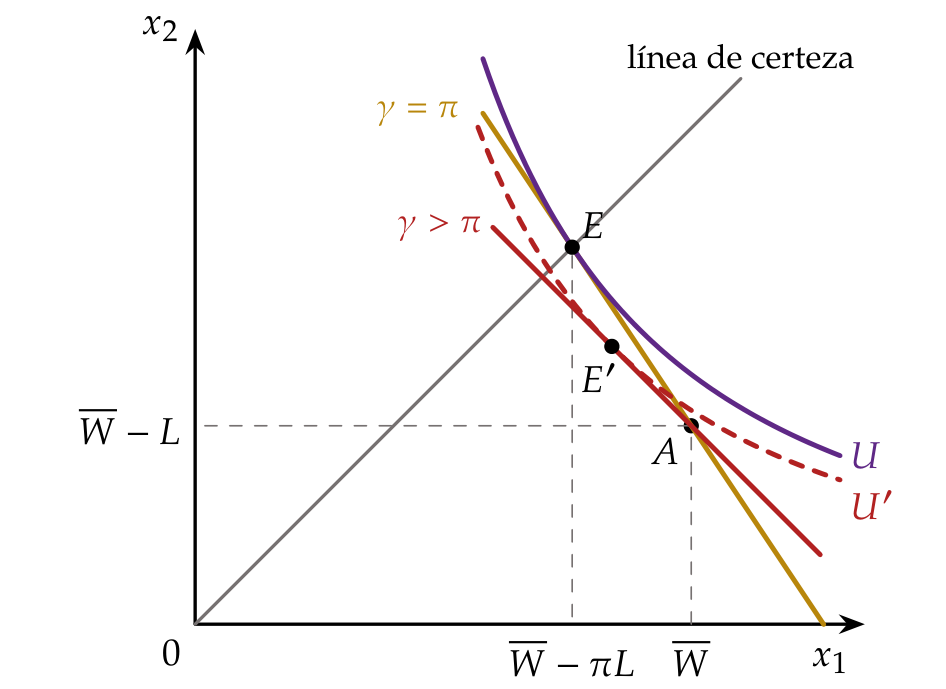 x₂
línea de certeza
γ = π
γ > π
E
E′
W̅ − L
A
U
U′
0
W̅ − πL
W̅
x₁